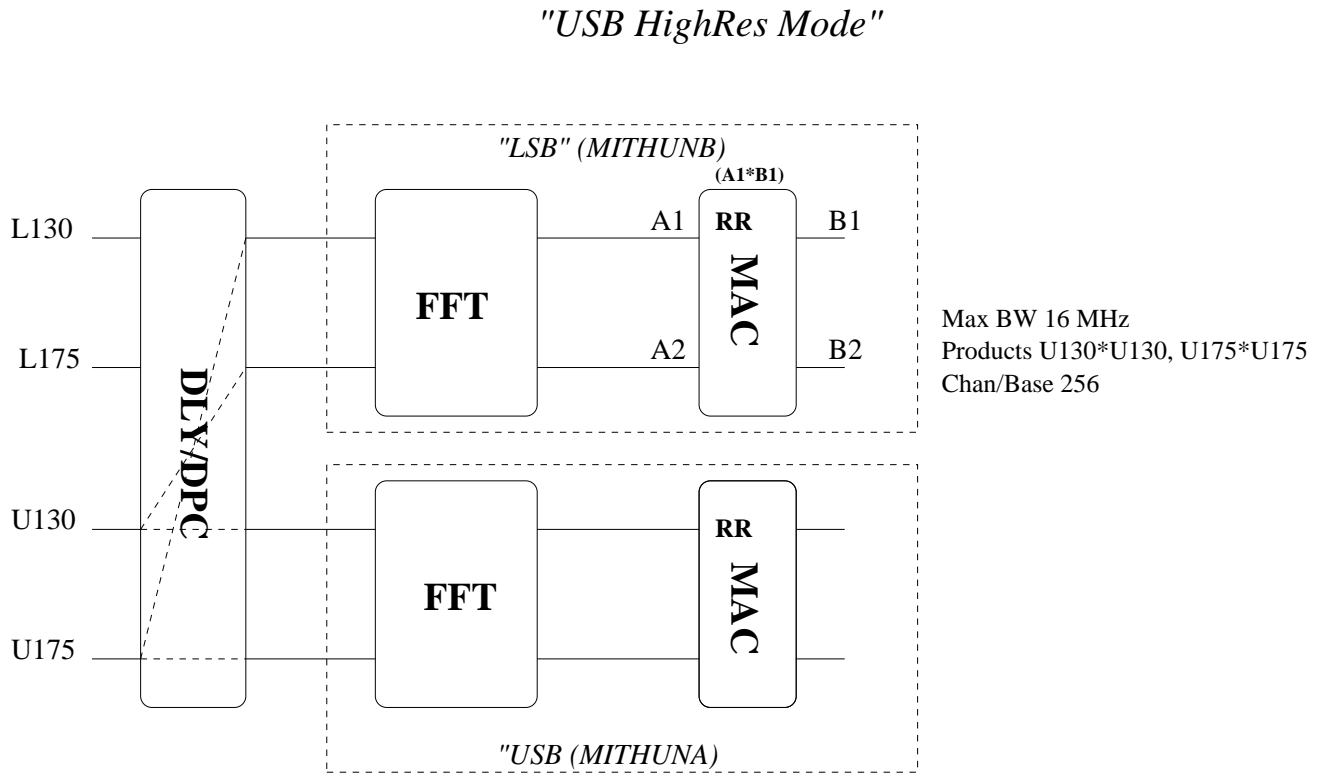 "USB HighRes Mode"
"LSB" (MITHUNB)
(A1*B1)
L130
A1
RR
B1
MAC
FFT
L175
A2
B2
Max BW 16 MHz
Products U130*U130, U175*U175
Chan/Base 256
DLY/DPC
U130
RR
MAC
FFT
U175
"USB (MITHUNA)